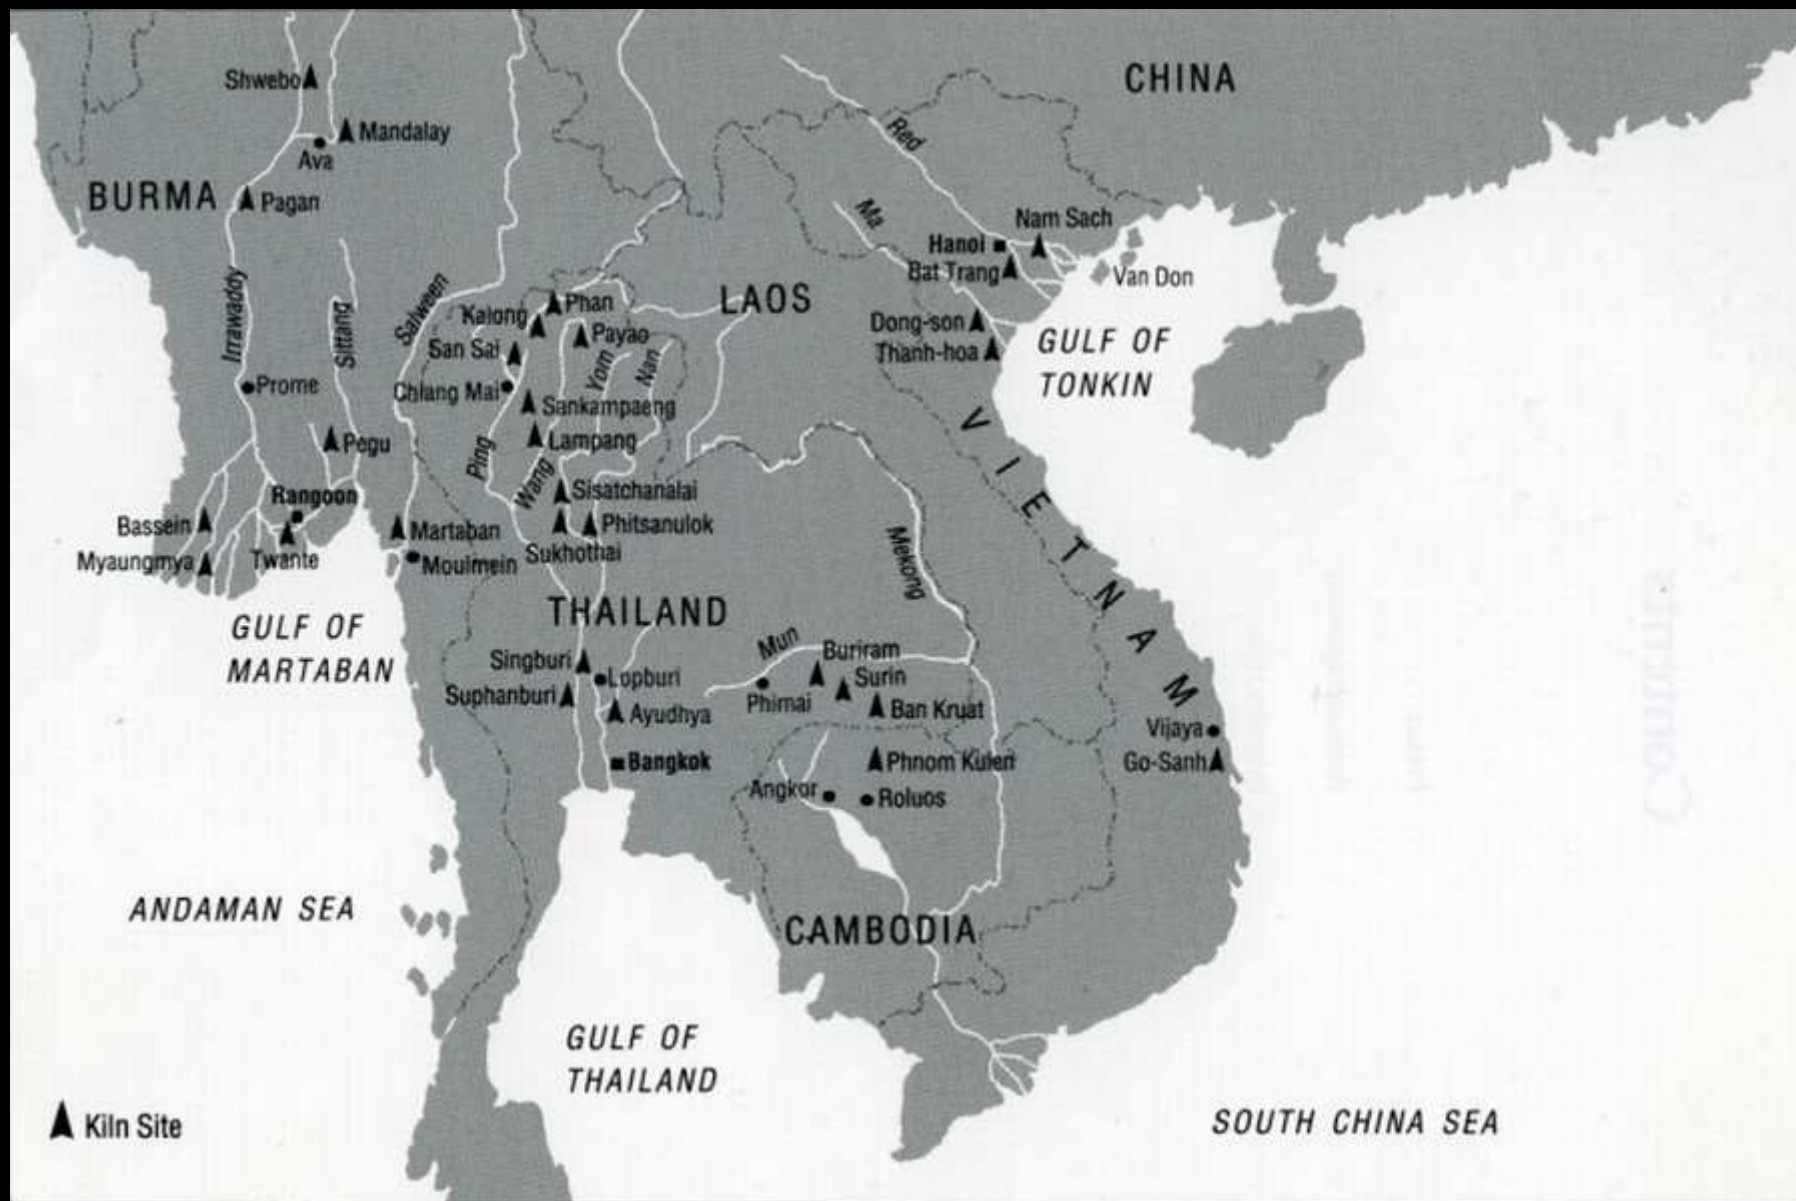 CHINA
Shwebo
Mandalay
Ava
BURMA
Pagan
Red
Ma
Nam Sach
Hanoi
Bat Trang
Van Don
Irrawaddy
Sittang
Salween
Kalong
Phan
LAOS
Payao
San Sai
Dong-son
Thanh-hoa
GULF OF
TONKIN
Yom
Nan
Prome
Chiang Mai
Sankampaeng
Lampang
Pegu
Ping
Wang
VIETNAM
Rangoon
Sisatchanalai
Bassein
Martaban
Phitsanulok
Sukhothai
Myaungmya
Twante
Moulmein
Mekong
THAILAND
GULF OF
MARTABAN
Mun
Buriram
Singburi
Lopburi
Surin
Suphanburi
Phimai
Ayudhya
Ban Kruat
Vijaya
Bangkok
Phnom Kulen
Go-Sanh
Angkor
Roluos
ANDAMAN SEA
CAMBODIA
GULF OF
THAILAND
Kiln Site
SOUTH CHINA SEA
Contents